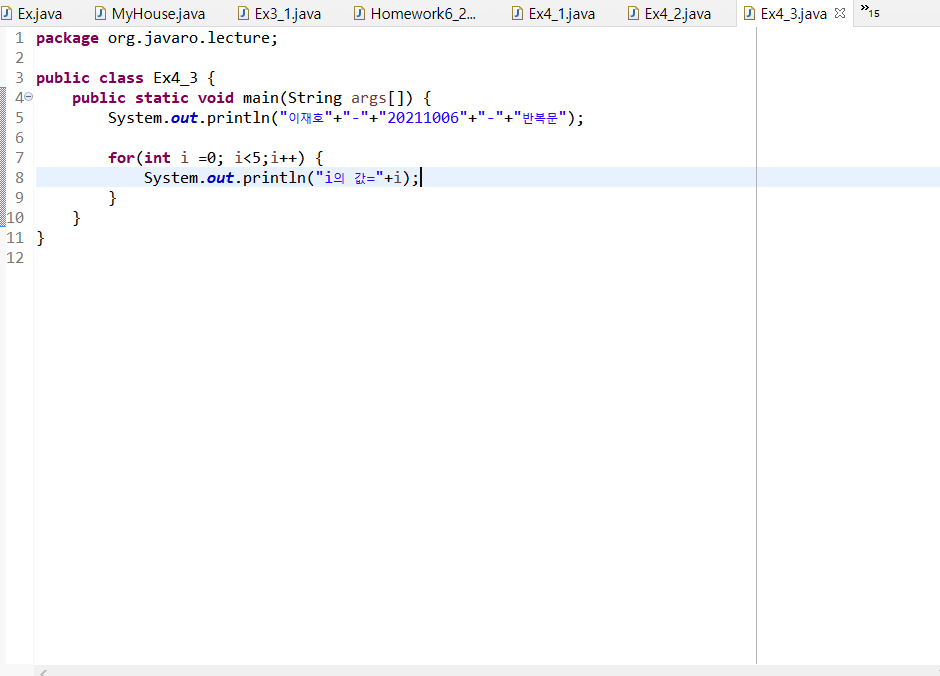 Ex.java MyHouse.java Ex3_1.java Homework6_2... Ex4_1.java Ex4_2.java Ex4_3.java »15
1 package org.javaro.lecture;
2
3 public class Ex4_3 {
4 public static void main(String args[]) {
5 System.out.println("이재호"+"-"+"20211006"+"-"+"반복문");
6
7 for(int i =0; i<5;i++) {
8 System.out.println("i의 값="+i);
9 }
10 }
11 }
12